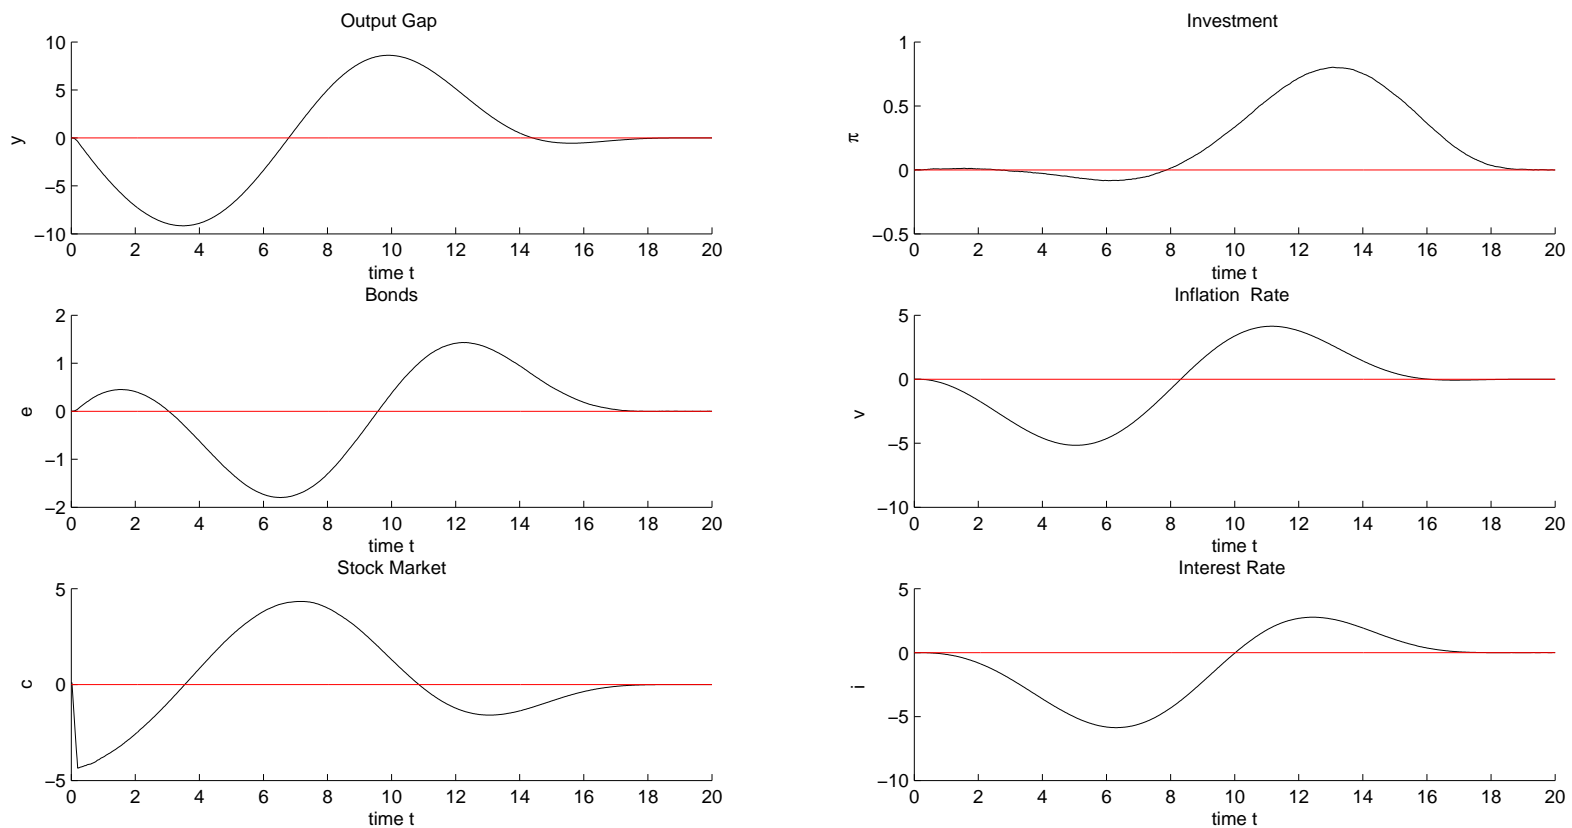 Output Gap
10
5
0
−5
−10
y
0 2 4 6 8 10 12 14 16 18 20
time t
Investment
1
0.5
0
−0.5
π
0 2 4 6 8 10 12 14 16 18 20
time t
Bonds
2
1
0
−1
−2
e
0 2 4 6 8 10 12 14 16 18 20
time t
Inflation Rate
5
0
−5
−10
v
0 2 4 6 8 10 12 14 16 18 20
time t
Stock Market
5
0
−5
c
0 2 4 6 8 10 12 14 16 18 20
time t
Interest Rate
5
0
−5
−10
i
0 2 4 6 8 10 12 14 16 18 20
time t